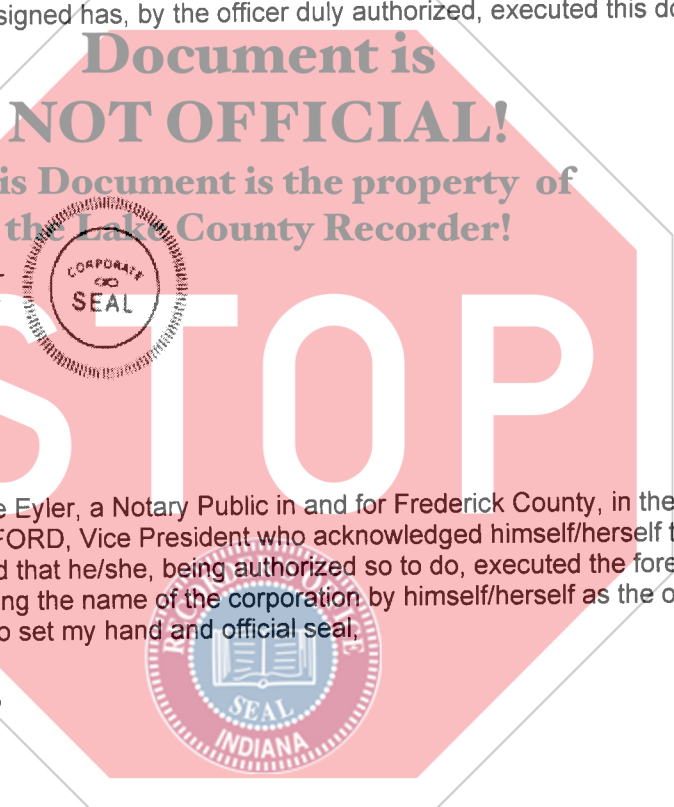 signed has, by the officer duly authorized, executed this do
Document is
NOT OFFICIAL!
is Document is the property of
the Lake County Recorder!
CORPORATE
SEAL
STOP
e Eyler, a Notary Public in and for Frederick County, in the
FORD, Vice President who acknowledged himself/herself t
d that he/she, being authorized so to do, executed the fore
ing the name of the corporation by himself/herself as the o
o set my hand and official seal,
RECORDER'S OFFICE
SEAL
INDIANA